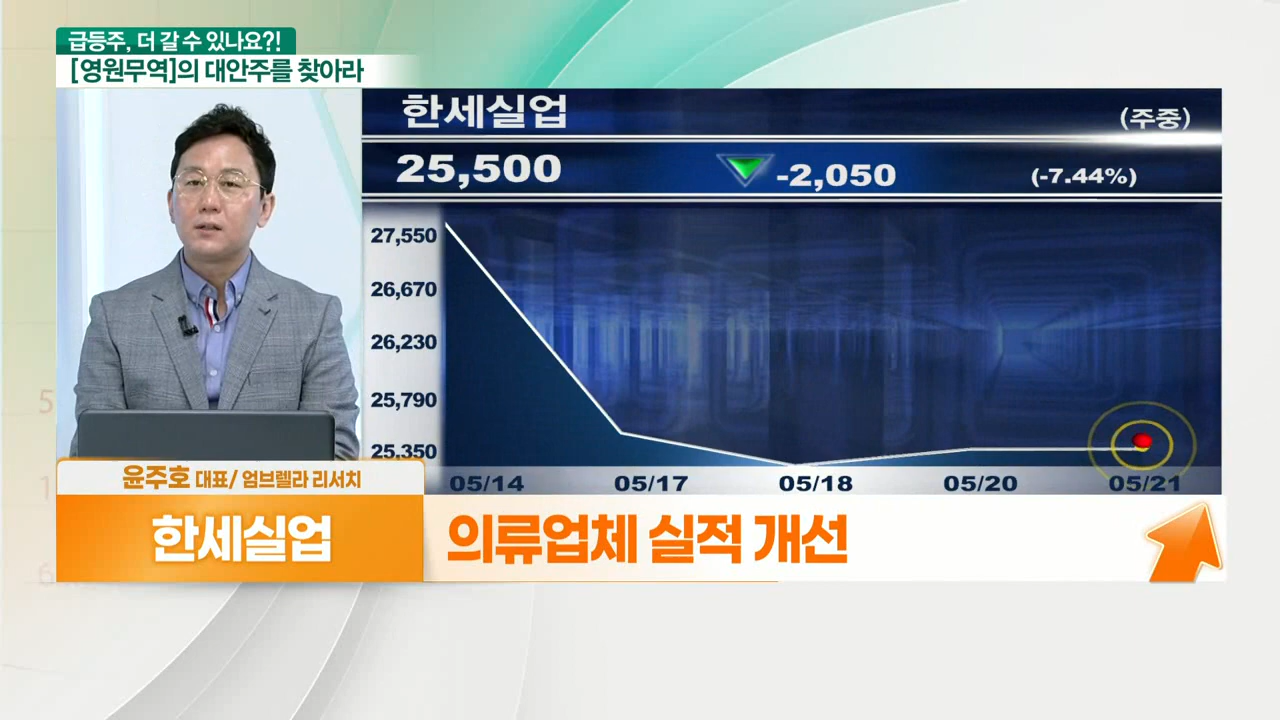 급등주, 더 갈 수 있나요?!
[영원무역]의 대안주를 찾아라
한세실업
(주중)
25,500
-2,050
(-7.44%)
27,550
26,670
26,230
25,790
25,350
05/14
05/17
05/18
05/20
05/21
윤주호 대표/ 엄브렐라 리서치
한세실업
의류업체 실적 개선
5
1
6